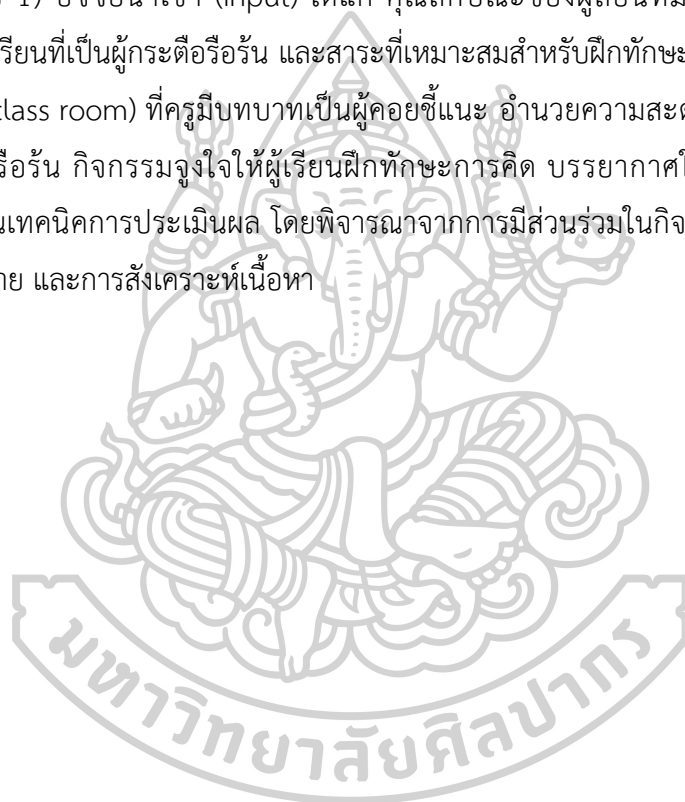 1) ปัจจัยนำเข้า (input) ได้แก่ คุณลักษณะของผู้สอนที่มี
เรียนที่เป็นผู้กระตือรือร้น และสาระที่เหมาะสมสำหรับฝึกทักษะ
class room) ที่ครูมีบทบาทเป็นผู้คอยชี้แนะ อำนวยความสะด
รือร้น กิจกรรมจูงใจให้ผู้เรียนฝึกทักษะการคิด บรรยากาศใ
นเทคนิคการประเมินผล โดยพิจารณาจากการมีส่วนร่วมในกิจ
าย และการสังเคราะห์เนื้อหา
มหาวิทยาลัยศิลปากร